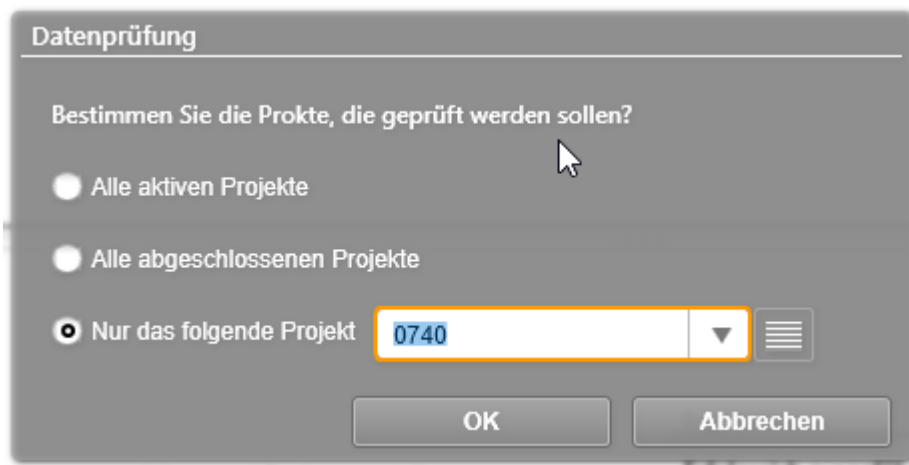 Datenprüfung
Bestimmen Sie die Prokte, die geprüft werden sollen?
Alle aktiven Projekte
Alle abgeschlossenen Projekte
Nur das folgende Projekt 0740
OK Abbrechen